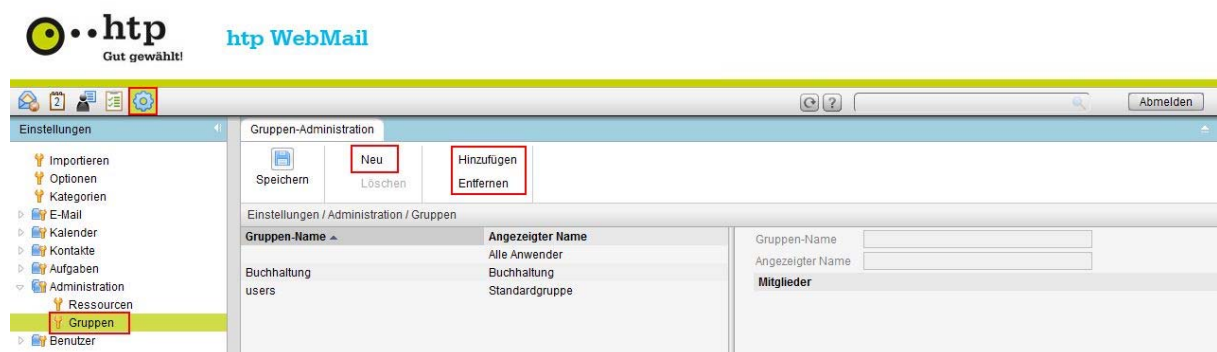 htp
Gut gewählt!
htp WebMail
2
?
Abmelden
Einstellungen
Importieren
Optionen
Kategorien
E-Mail
Kalender
Kontakte
Aufgaben
Administration
Ressourcen
Gruppen
Benutzer
Gruppen-Administration
Speichern
Neu
Löschen
Hinzufügen
Entfernen
Einstellungen / Administration / Gruppen
Gruppen-Name Angezeigter Name
Alle Anwender
Buchhaltung Buchhaltung
users Standardgruppe
Gruppen-Name
Angezeigter Name
Mitglieder